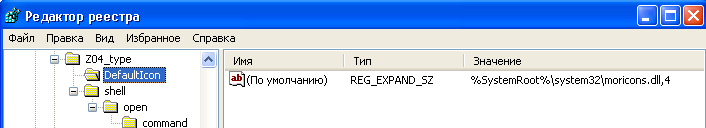 Редактор реестра
Файл Правка Вид Избранное Справка
Z04_type
DefaultIcon
shell
open
command
Имя Тип Значение
ab (По умолчанию) REG_EXPAND_SZ %SystemRoot%\system32\moricons.dll,4